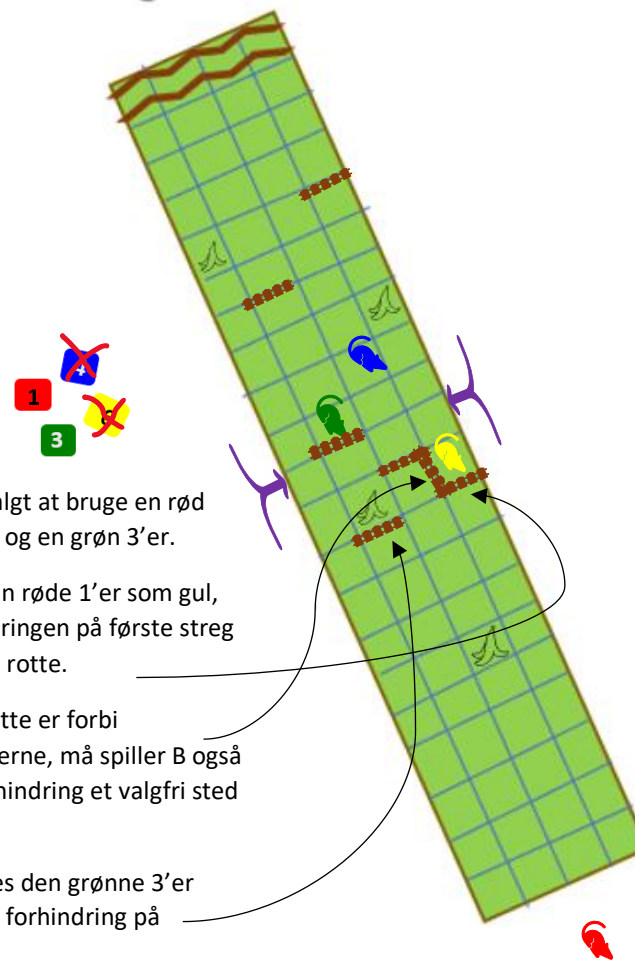 1
3
algt at bruge en rød
og en grøn 3’er.
n røde 1’er som gul,
ringen på første streg
rotte.
tte er forbi
erne, må spiller B også
hindring et valgfri sted
es den grønne 3’er
forhindring på